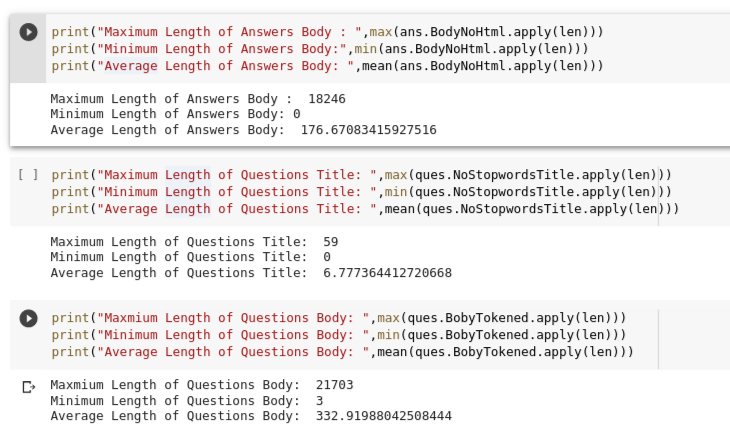 print("Maximum Length of Answers Body : ",max(ans.BodyNoHtml.apply(len)))
print("Minimum Length of Answers Body:",min(ans.BodyNoHtml.apply(len)))
print("Average Length of Answers Body: ",mean(ans.BodyNoHtml.apply(len)))
Maximum Length of Answers Body :  18246
Minimum Length of Answers Body: 0
Average Length of Answers Body:  176.67083415927516
[ ] print("Maximum Length of Questions Title: ",max(ques.NoStopwordsTitle.apply(len)))
print("Minimum Length of Questions Title: ",min(ques.NoStopwordsTitle.apply(len)))
print("Average Length of Questions Title: ",mean(ques.NoStopwordsTitle.apply(len)))
Maximum Length of Questions Title:  59
Minimum Length of Questions Title:  0
Average Length of Questions Title:  6.777364412720668
print("Maxmium Length of Questions Body: ",max(ques.BobyTokened.apply(len)))
print("Minimum Length of Questions Body: ",min(ques.BobyTokened.apply(len)))
print("Average Length of Questions Body: ",mean(ques.BobyTokened.apply(len)))
Maxmium Length of Questions Body:  21703
Minimum Length of Questions Body:  3
Average Length of Questions Body:  332.91988042508444